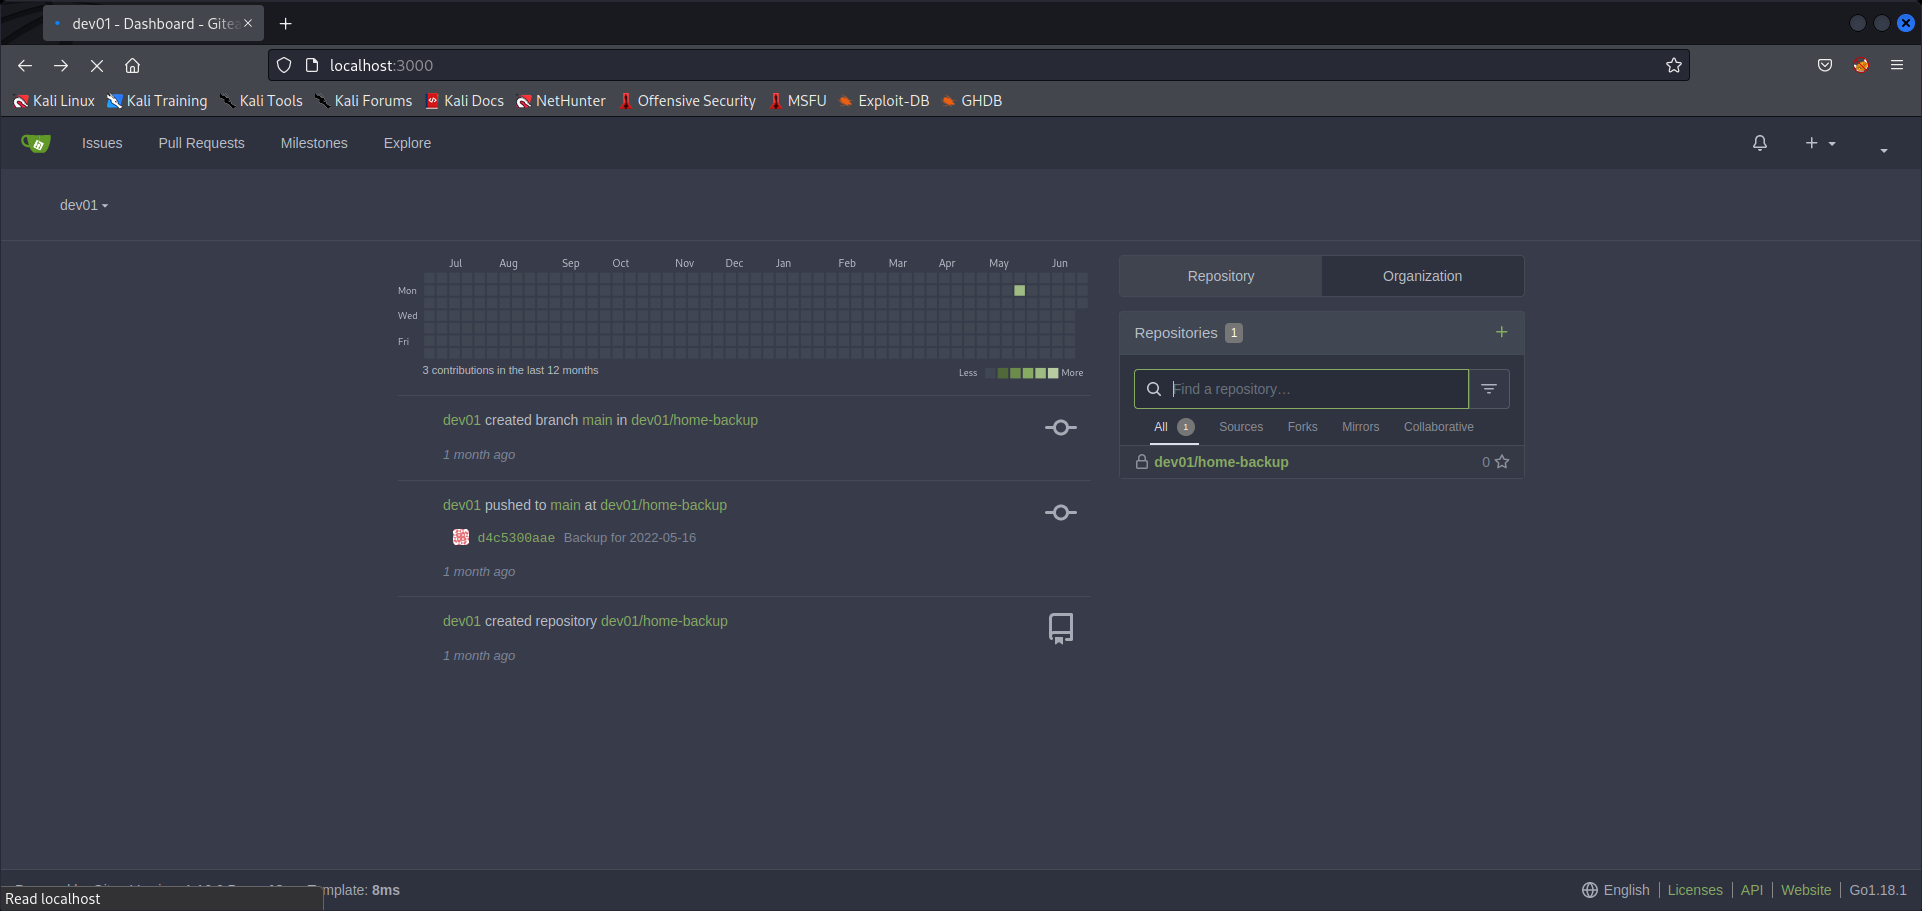 dev01 - Dashboard - Gitea
localhost:3000
Kali Linux Kali Training Kali Tools Kali Forums Kali Docs NetHunter Offensive Security MSFU Exploit-DB GHDB
Issues Pull Requests Milestones Explore
dev01
Jul Aug Sep Oct Nov Dec Jan Feb Mar Apr May Jun
Mon
Wed
Fri
3 contributions in the last 12 months
Less More
dev01 created branch main in dev01/home-backup
1 month ago
dev01 pushed to main at dev01/home-backup
d4c5300aae Backup for 2022-05-16
1 month ago
dev01 created repository dev01/home-backup
1 month ago
Repository Organization
Repositories 1
Find a repository...
All 1 Sources Forks Mirrors Collaborative
dev01/home-backup 0
mplate: 8ms
Read localhost
English Licenses API Website Go1.18.1